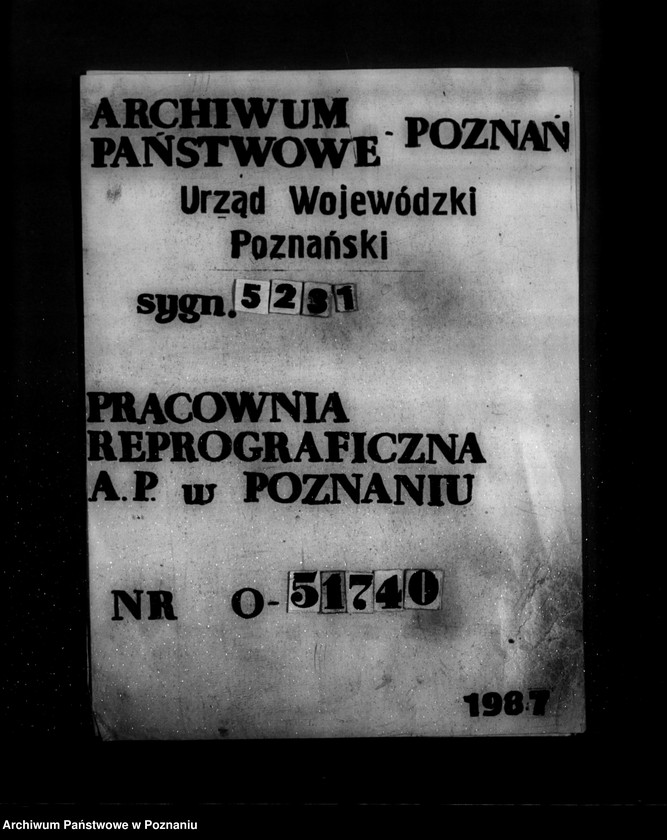 ARCHIWUM
PAŃSTWOWE - POZNAŃ
Urząd Wojewódzki
Poznański
sygn. 5231
PRACOWNIA
REPROGRAFICZNA
A.P. w POZNANIU
NR O-51740
1987
Archiwum Państwowe w Poznaniu